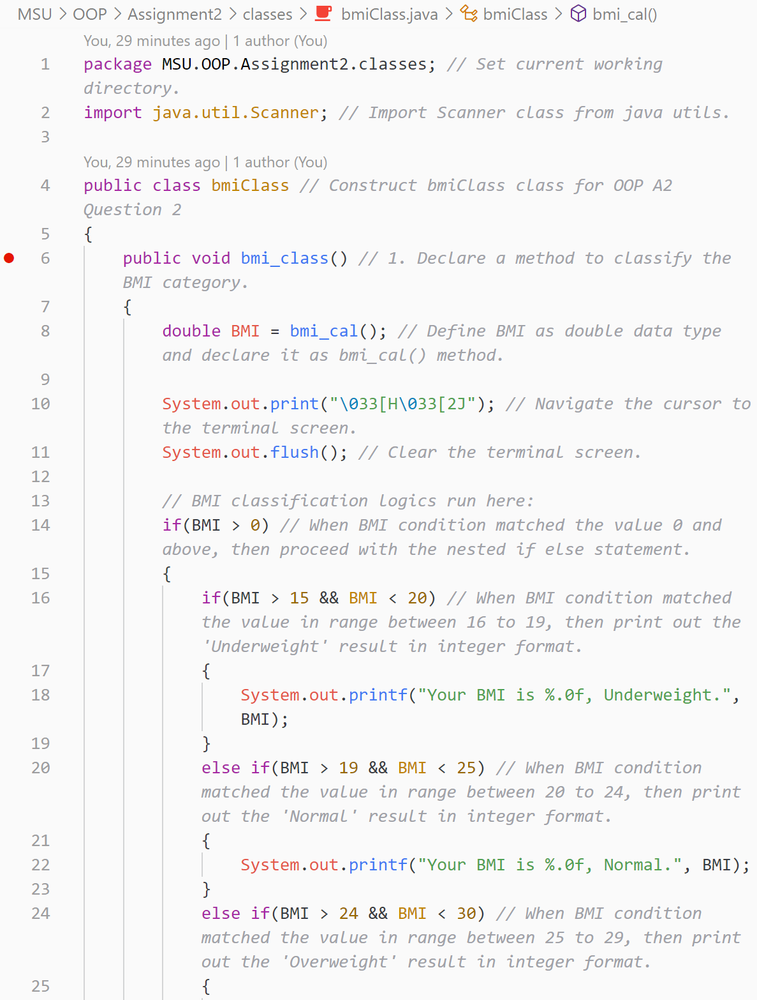 MSU > OOP > Assignment2 > classes > bmiClass.java > bmiClass > bmi_cal()
You, 29 minutes ago | 1 author (You)
1 package MSU.OOP.Assignment2.classes; // Set current working
directory.
2 import java.util.Scanner; // Import Scanner class from java utils.
3
You, 29 minutes ago | 1 author (You)
4 public class bmiClass // Construct bmiClass class for OOP A2
Question 2
5 {
6 public void bmi_class() // 1. Declare a method to classify the
BMI category.
7 {
8 double BMI = bmi_cal(); // Define BMI as double data type
and declare it as bmi_cal() method.
9
10 System.out.print("\033[H\033[2J"); // Navigate the cursor to
the terminal screen.
11 System.out.flush(); // Clear the terminal screen.
12
13 // BMI classification logics run here:
14 if(BMI > 0) // When BMI condition matched the value 0 and
above, then proceed with the nested if else statement.
15 {
16 if(BMI > 15 && BMI < 20) // When BMI condition matched
the value in range between 16 to 19, then print out the
'Underweight' result in integer format.
17 {
18 System.out.printf("Your BMI is %.0f, Underweight.",
BMI);
19 }
20 else if(BMI > 19 && BMI < 25) // When BMI condition
matched the value in range between 20 to 24, then print
out the 'Normal' result in integer format.
21 {
22 System.out.printf("Your BMI is %.0f, Normal.", BMI);
23 }
24 else if(BMI > 24 && BMI < 30) // When BMI condition
matched the value in range between 25 to 29, then print
out the 'Overweight' result in integer format.
25 {